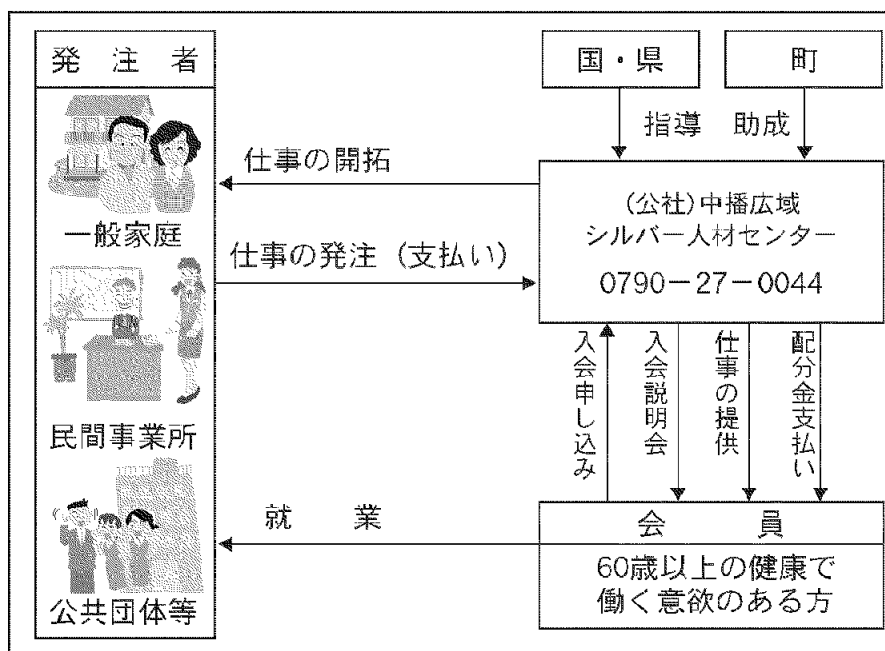 発注者
一般家庭
民間事業所
公共団体等
国・県
町
指導
助成
仕事の開拓
仕事の発注（支払い）
(公社)中播広域
シルバー人材センター
0790－27－0044
入会申し込み
入会説明会
仕事の提供
配分金支払い
就業
会員
60歳以上の健康で
働く意欲のある方